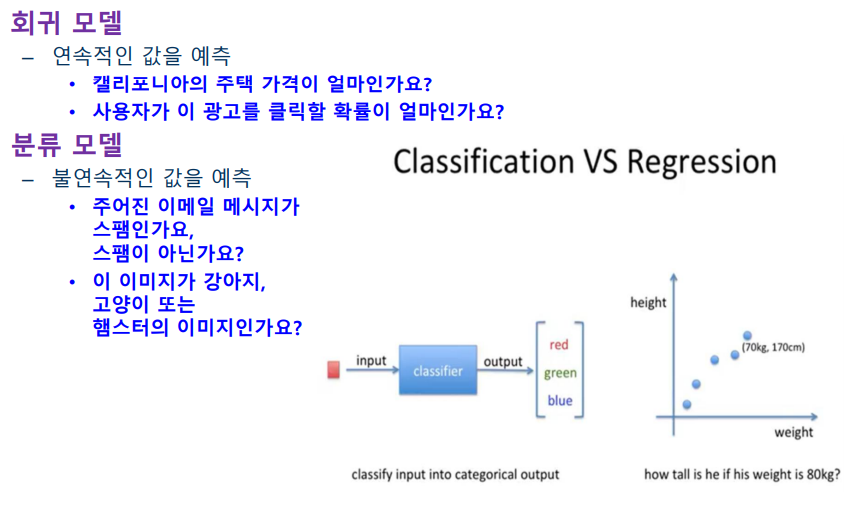 회귀 모델
– 연속적인 값을 예측
• 캘리포니아의 주택 가격이 얼마인가요?
• 사용자가 이 광고를 클릭할 확률이 얼마인가요?
분류 모델
– 불연속적인 값을 예측
• 주어진 이메일 메시지가
스팸인가요,
스팸이 아닌가요?
• 이 이미지가 강아지,
고양이 또는
햄스터의 이미지인가요?
Classification VS Regression
input
classifier
output
red
green
blue
classify input into categorical output
height
(70kg, 170cm)
weight
how tall is he if his weight is 80kg?